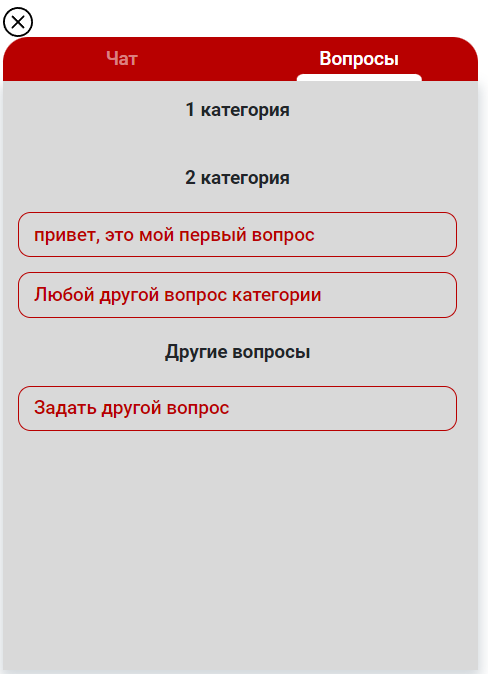 Чат
Вопросы
1 категория
2 категория
привет, это мой первый вопрос
Любой другой вопрос категории
Другие вопросы
Задать другой вопрос